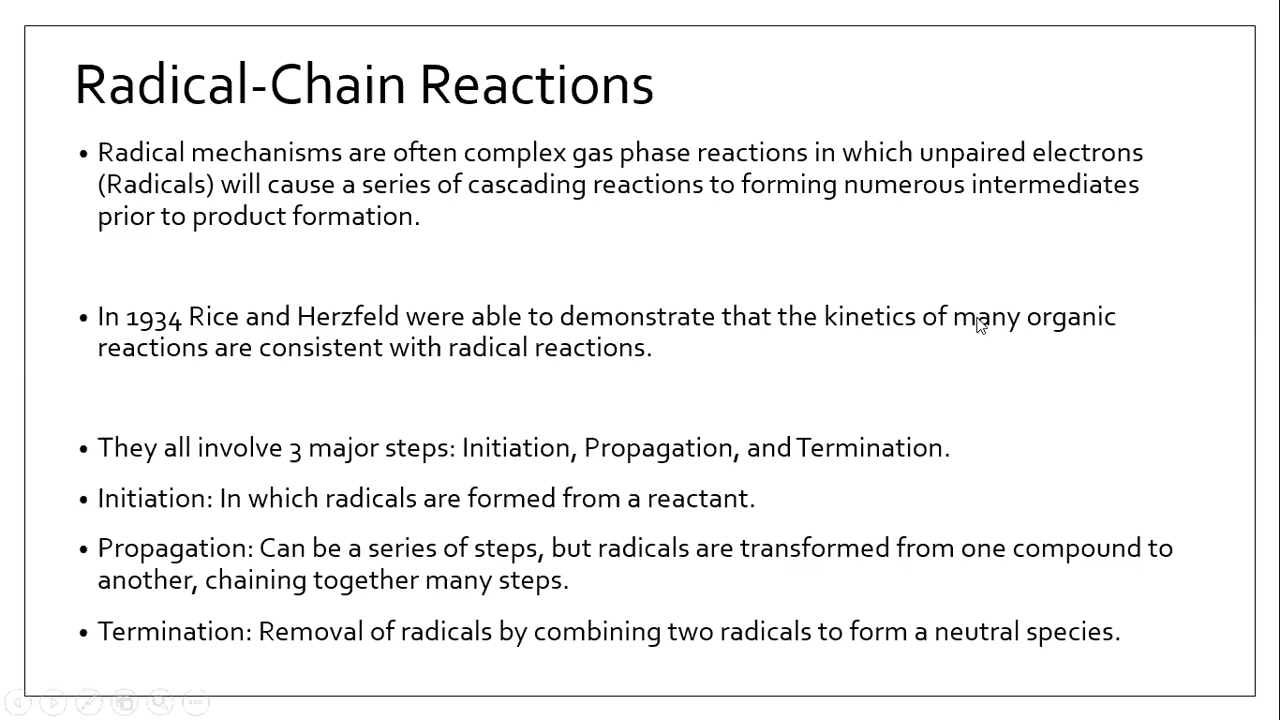 Radical-Chain Reactions
• Radical mechanisms are often complex gas phase reactions in which unpaired electrons
(Radicals) will cause a series of cascading reactions to forming numerous intermediates
prior to product formation.
• In 1934 Rice and Herzfeld were able to demonstrate that the kinetics of many organic
reactions are consistent with radical reactions.
• They all involve 3 major steps: Initiation, Propagation, and Termination.
• Initiation: In which radicals are formed from a reactant.
• Propagation: Can be a series of steps, but radicals are transformed from one compound to
another, chaining together many steps.
• Termination: Removal of radicals by combining two radicals to form a neutral species.